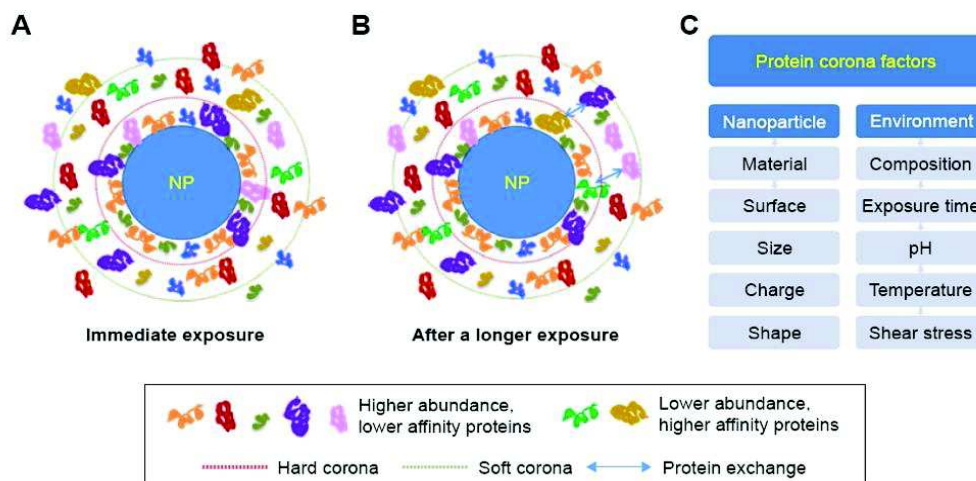 A
B
C
NP
NP
Immediate exposure
After a longer exposure
Protein corona factors
Nanoparticle
Environment
Material
Composition
Surface
Exposure time
Size
pH
Charge
Temperature
Shape
Shear stress
Higher abundance,
lower affinity proteins
Lower abundance,
higher affinity proteins
Hard corona
Soft corona
Protein exchange